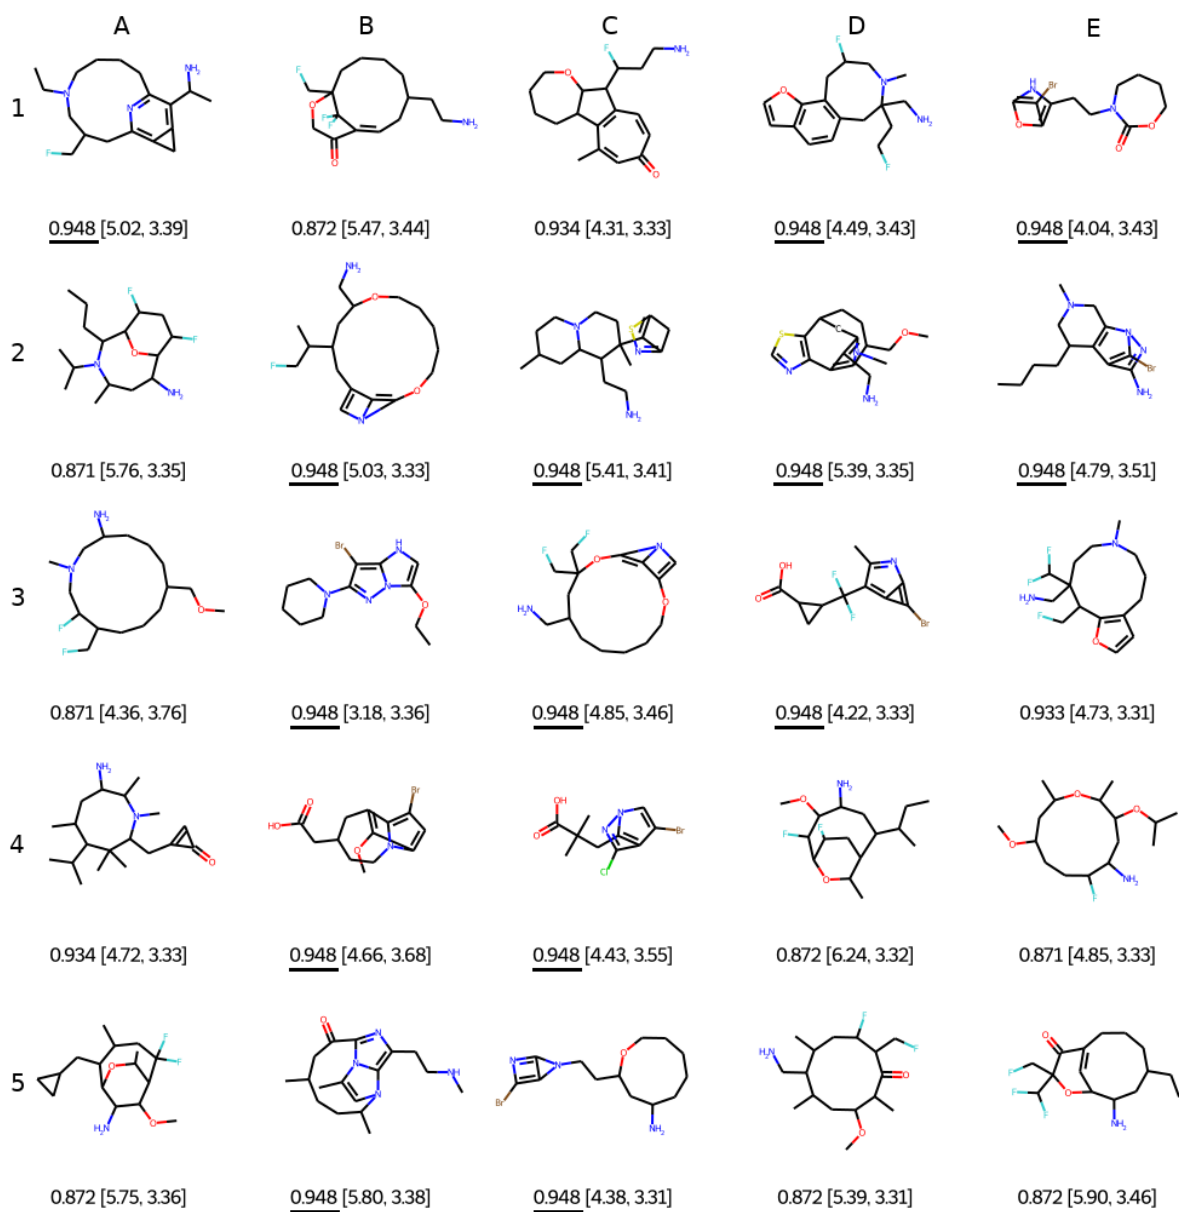 A B C D E
1
0.948 [5.02, 3.39] 0.872 [5.47, 3.44] 0.934 [4.31, 3.33] 0.948 [4.49, 3.43] 0.948 [4.04, 3.43]
2
0.871 [5.76, 3.35] 0.948 [5.03, 3.33] 0.948 [5.41, 3.41] 0.948 [5.39, 3.35] 0.948 [4.79, 3.51]
3
0.871 [4.36, 3.76] 0.948 [3.18, 3.36] 0.948 [4.85, 3.46] 0.948 [4.22, 3.33] 0.933 [4.73, 3.31]
4
0.934 [4.72, 3.33] 0.948 [4.66, 3.68] 0.948 [4.43, 3.55] 0.872 [6.24, 3.32] 0.871 [4.85, 3.33]
5
0.872 [5.75, 3.36] 0.948 [5.80, 3.38] 0.948 [4.38, 3.31] 0.872 [5.39, 3.31] 0.872 [5.90, 3.46]